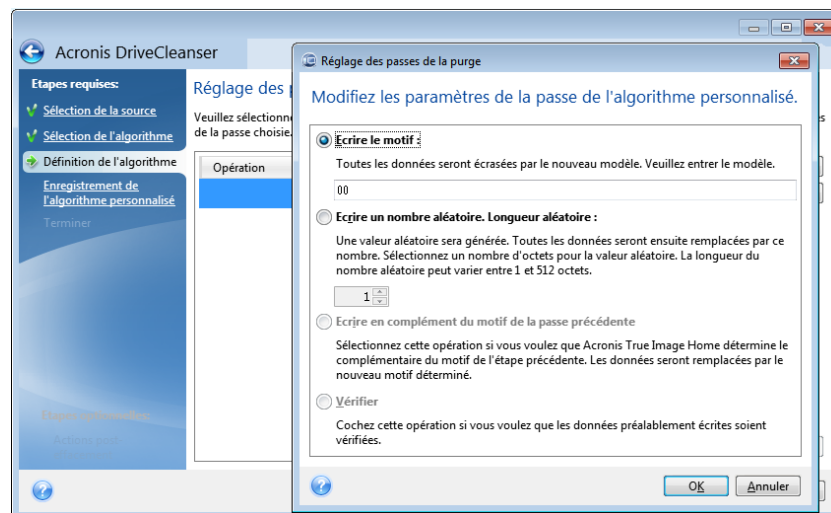 Acronis DriveCleanser
Etapes requises:
Sélection de la source
Sélection de l'algorithme
Définition de l'algorithme
Enregistrement de
l'algorithme personnalisé
Terminer
Réglage des
Veuillez sélectionne
de la passe choisie.
Opération
Réglage des passes de la purge
Modifiez les paramètres de la passe de l'algorithme personnalisé.
Ecrire le motif :
Toutes les données seront écrasées par le nouveau modèle. Veuillez entrer le modèle.
00
Ecrire un nombre aléatoire. Longueur aléatoire :
Une valeur aléatoire sera générée. Toutes les données seront ensuite remplacées par ce
nombre. Sélectionnez un nombre d'octets pour la valeur aléatoire. La longueur du
nombre aléatoire peut varier entre 1 et 512 octets.
1
Ecrire en complément du motif de la passe précédente
Sélectionnez cette opération si vous voulez que Acronis True Image Home détermine le
complémentaire du motif de l'étape précédente. Les données seront remplacées par le
nouveau motif déterminé.
Vérifier
Cochez cette opération si vous voulez que les données préalablement écrites soient
vérifiées.
OK
Annuler